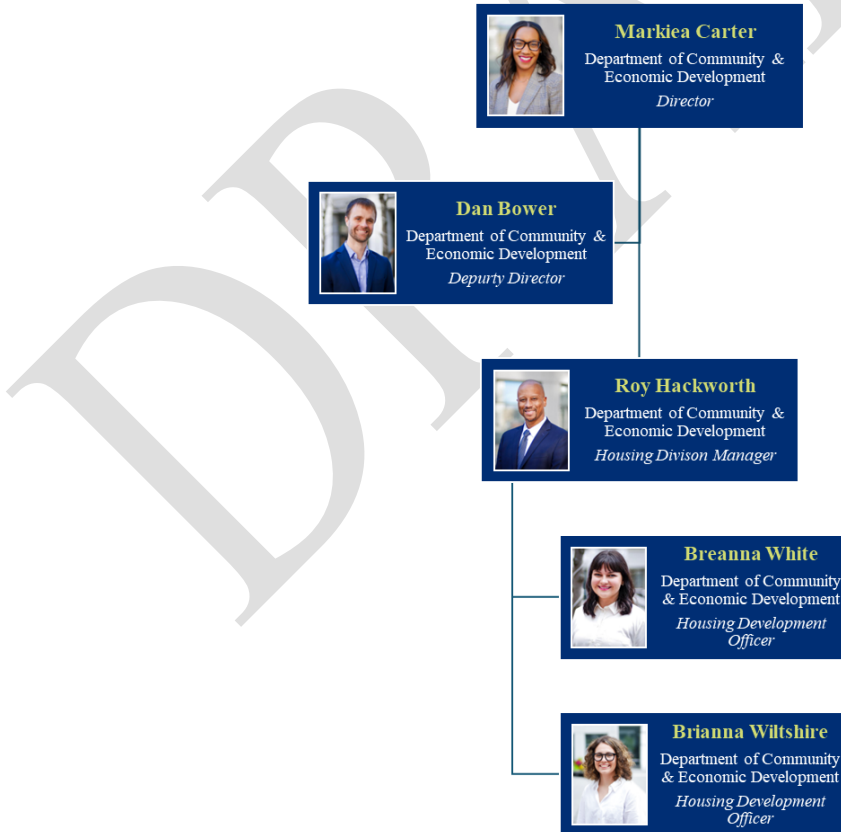 Markiea Carter
Department of Community &
Economic Development
Director
Dan Bower
Department of Community &
Economic Development
Depurty Director
Roy Hackworth
Department of Community &
Economic Development
Housing Divison Manager
Breanna White
Department of Community
& Economic Development
Housing Development
Officer
Brianna Wiltshire
Department of Community
& Economic Development
Housing Development
Officer